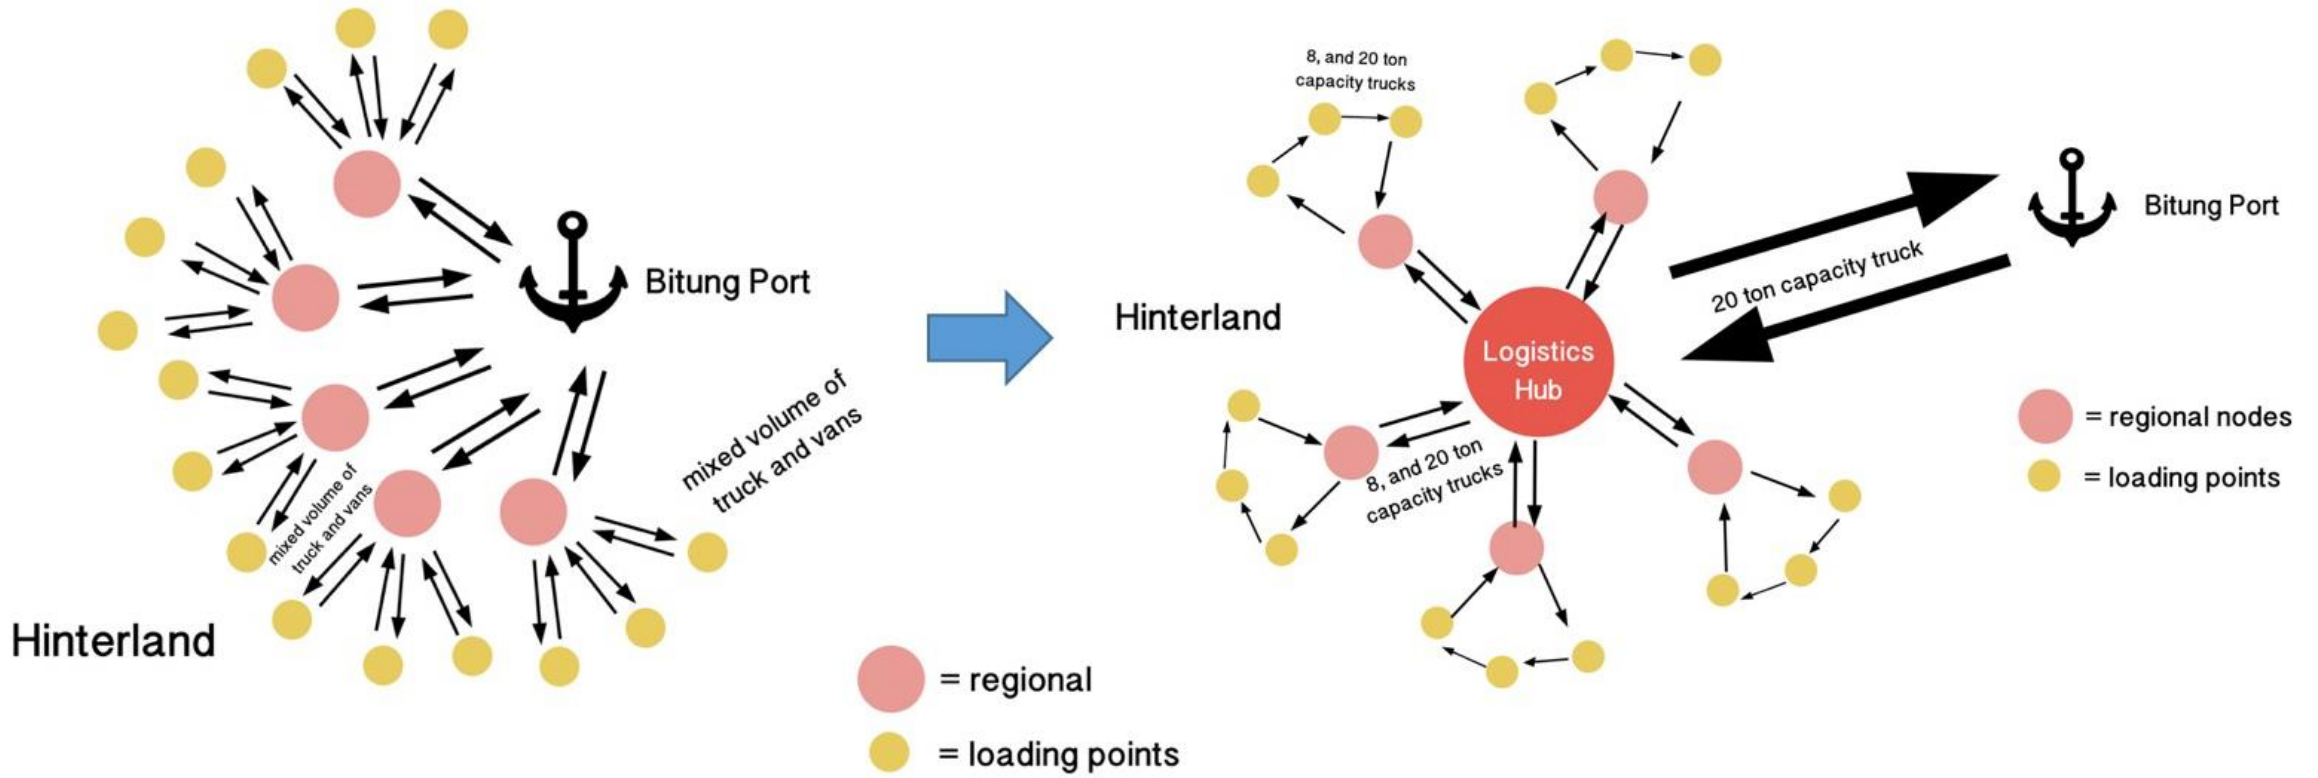 Bitung Port
mixed volume of
truck and vans
mixed volume of
truck and vans
Hinterland
= regional
= loading points
8, and 20 ton
capacity trucks
Hinterland
Logistics
Hub
8, and 20 ton
capacity trucks
20 ton capacity truck
Bitung Port
= regional nodes
= loading points